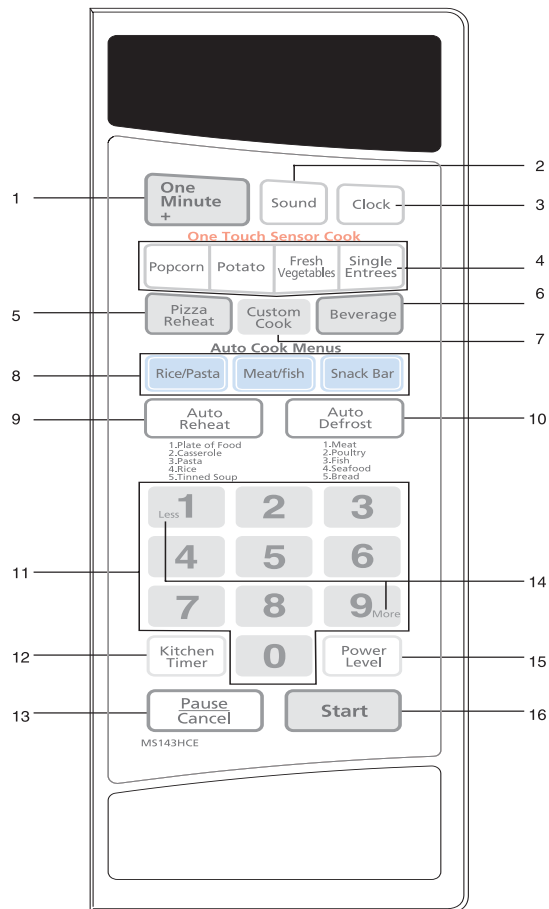 2
1
One
Minute
+
Sound
Clock
3
One Touch Sensor Cook
Popcorn
Potato
Fresh
Vegetables
Single
Entrees
4
5
Pizza
Reheat
Custom
Cook
Beverage
6
7
Auto Cook Menus
8
Rice/Pasta
Meat/fish
Snack Bar
9
Auto
Reheat
Auto
Defrost
10
1.Plate of Food
2.Casserole
3.Pasta
4.Rice
5.Tinned Soup
1.Meat
2.Poultry
3.Fish
4.Seafood
5.Bread
Less 1
2
3
11
4
5
6
14
7
8
9 More
12
Kitchen
Timer
0
Power
Level
15
13
Pause
Cancel
Start
16
MS143HCE